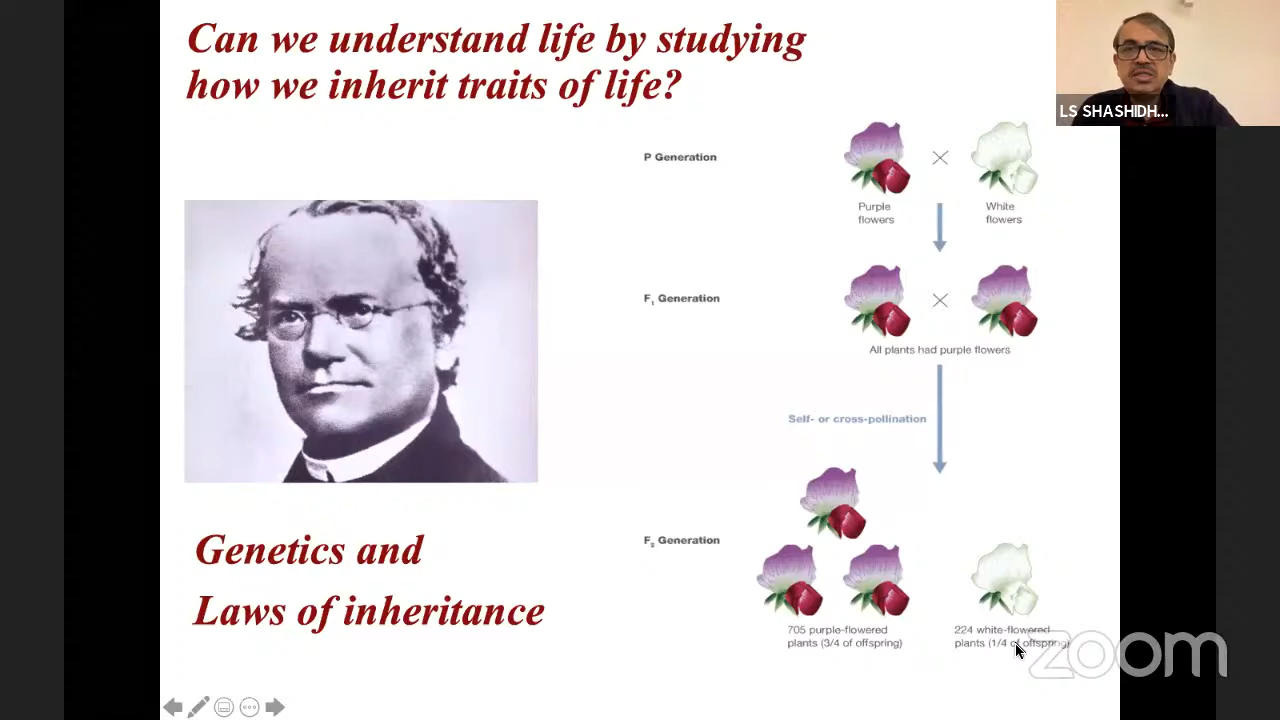 Can we understand life by studying
how we inherit traits of life?
LS SHASHIDH...
P Generation
Purple
flowers
White
flowers
F1 Generation
All plants had purple flowers
Self- or cross-pollination
Genetics and
Laws of inheritance
F2 Generation
705 purple-flowered
plants (3/4 of offspring)
224 white-flowered
plants (1/4 of offspring)
zoom